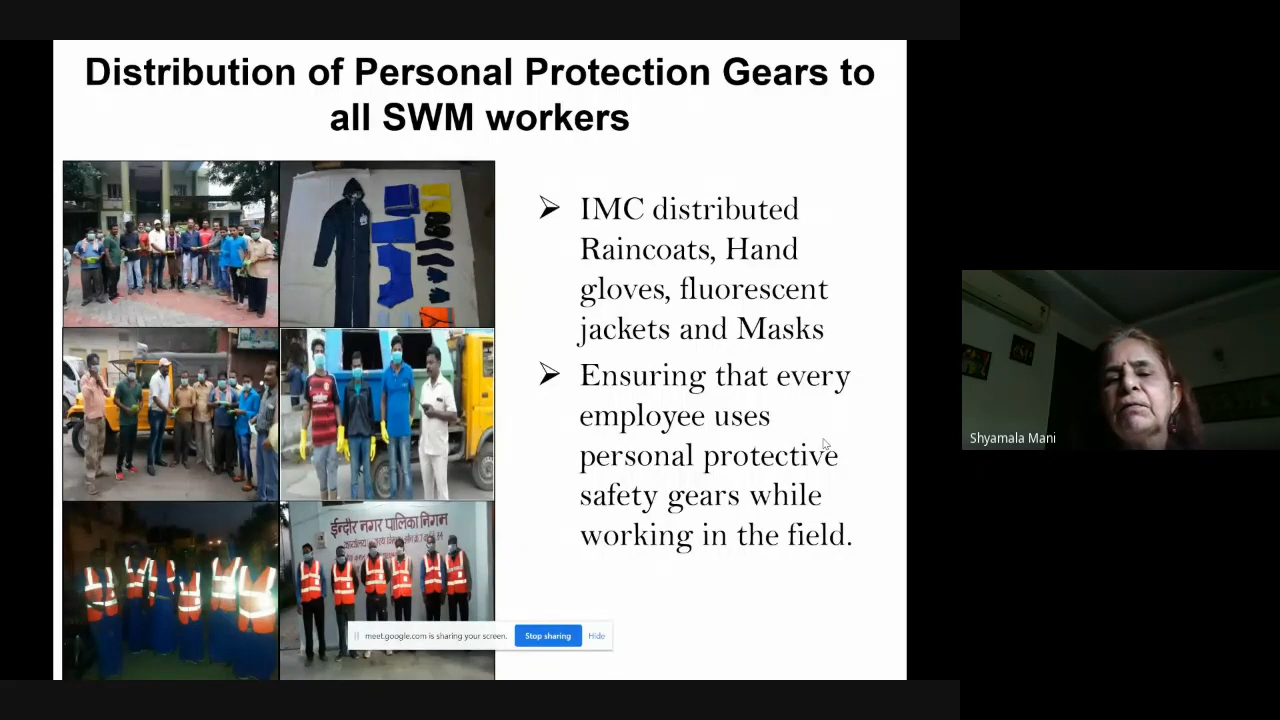 Distribution of Personal Protection Gears to
all SWM workers
IMC distributed
Raincoats, Hand
gloves, fluorescent
jackets and Masks
Ensuring that every
employee uses
personal protective
safety gears while
working in the field.
ईन्दौर नगर पालिका निगम
meet.google.com is sharing your screen.
Stop sharing
Hide
Shyamala Mani